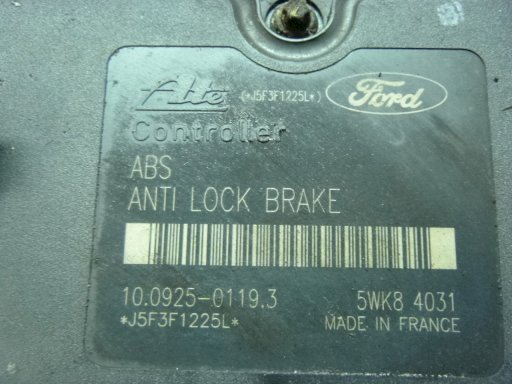 Ate (*J5F3F1225L*) Ford
Controller
ABS
ANTI LOCK BRAKE
10.0925-0119.3 5WK8 4031
*J5F3F1225L* MADE IN FRANCE